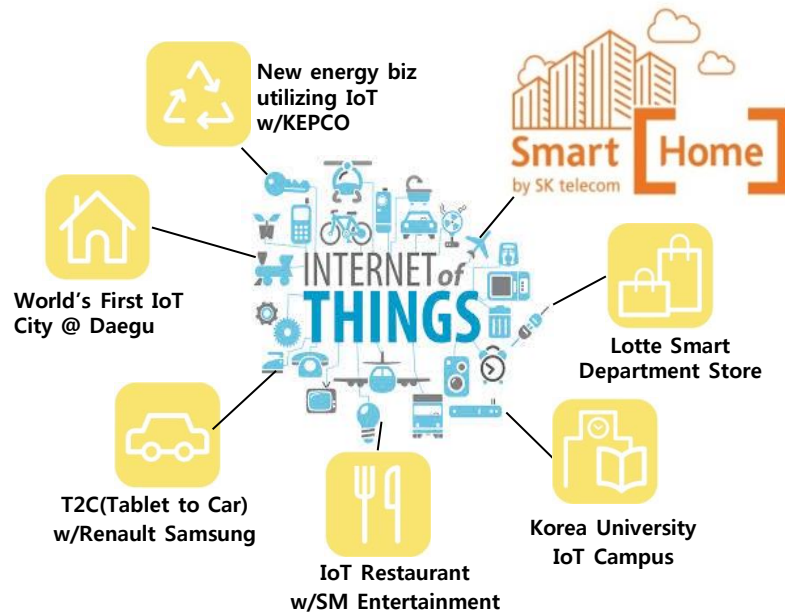 New energy biz
utilizing IoT
w/KEPCO
Smart [Home]
by SK telecom
World's First IoT
City @ Daegu
INTERNET of
THINGS
Lotte Smart
Department Store
T2C(Tablet to Car)
w/Renault Samsung
IoT Restaurant
w/SM Entertainment
Korea University
IoT Campus